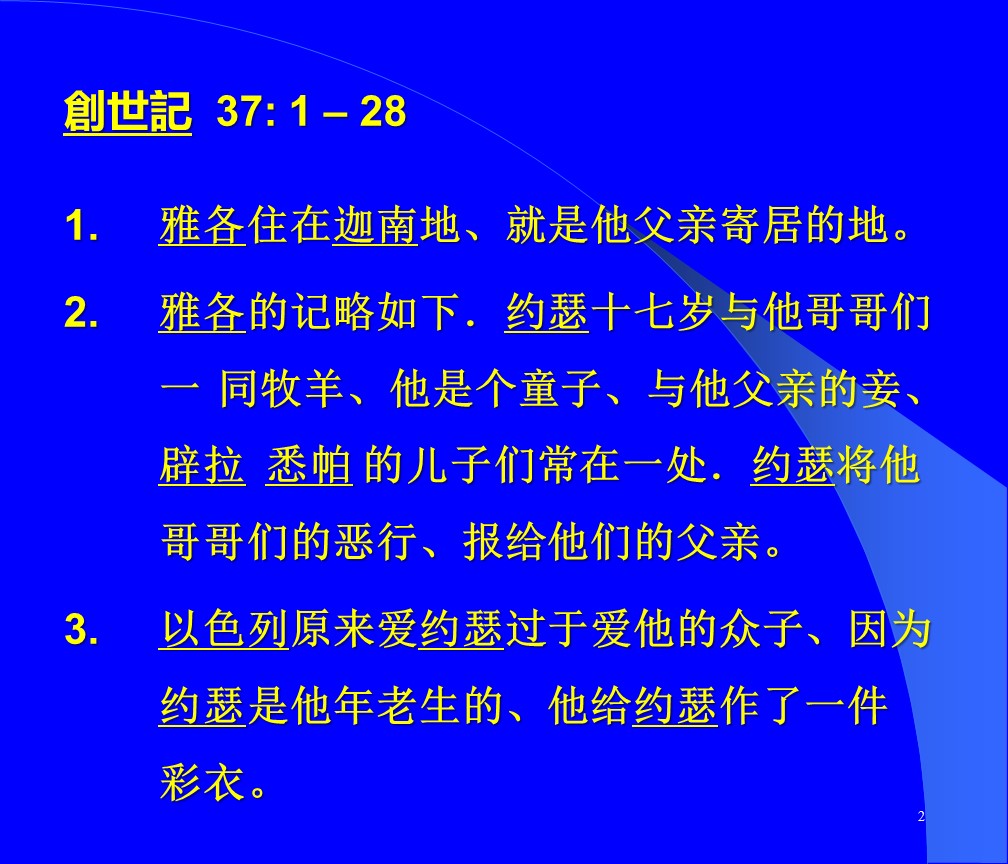 創世記 37: 1 – 28
1. 雅各住在迦南地、就是他父亲寄居的地。
2. 雅各的记略如下．约瑟十七岁与他哥哥们
一 同牧羊、他是个童子、与他父亲的妾、
辟拉 悉帕 的儿子们常在一处．约瑟将他
哥哥们的恶行、报给他们的父亲。
3. 以色列原来爱约瑟过于爱他的众子、因为
约瑟是他年老生的、他给约瑟作了一件
彩衣。
2